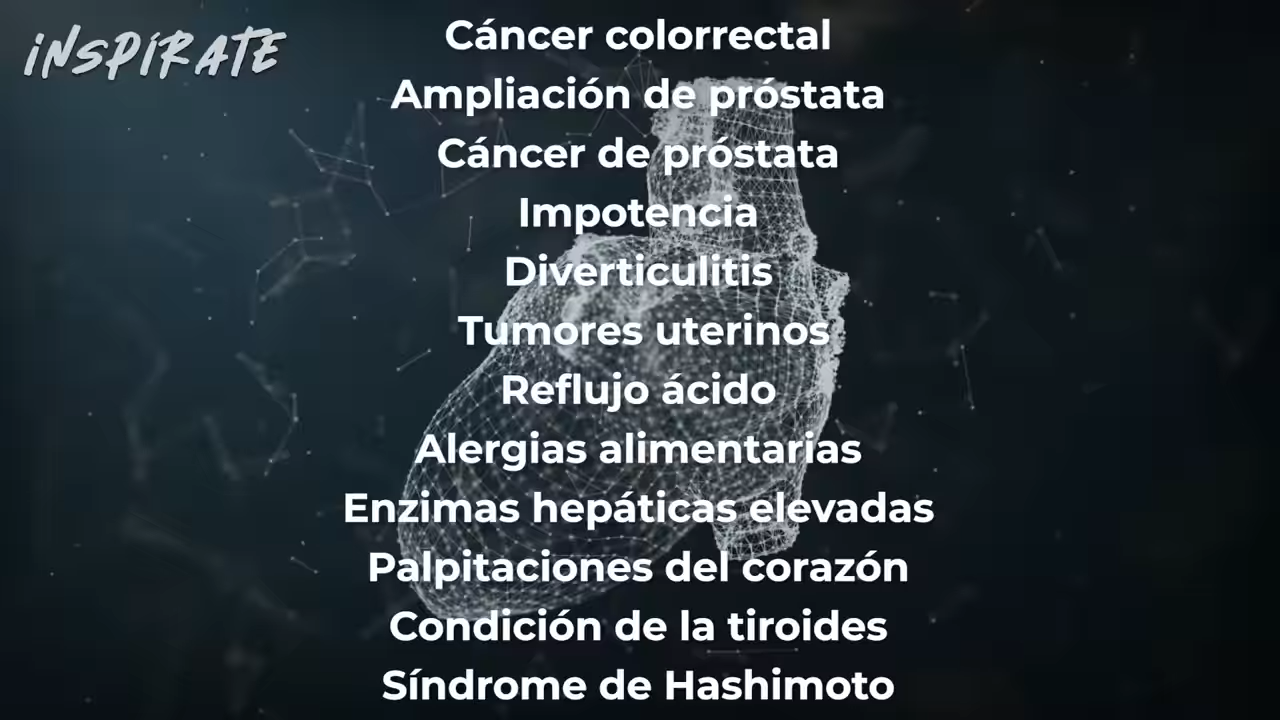 iNSPíRATE
Cáncer colorrectal
Ampliación de próstata
Cáncer de próstata
Impotencia
Diverticulitis
Tumores uterinos
Reflujo ácido
Alergias alimentarias
Enzimas hepáticas elevadas
Palpitaciones del corazón
Condición de la tiroides
Síndrome de Hashimoto